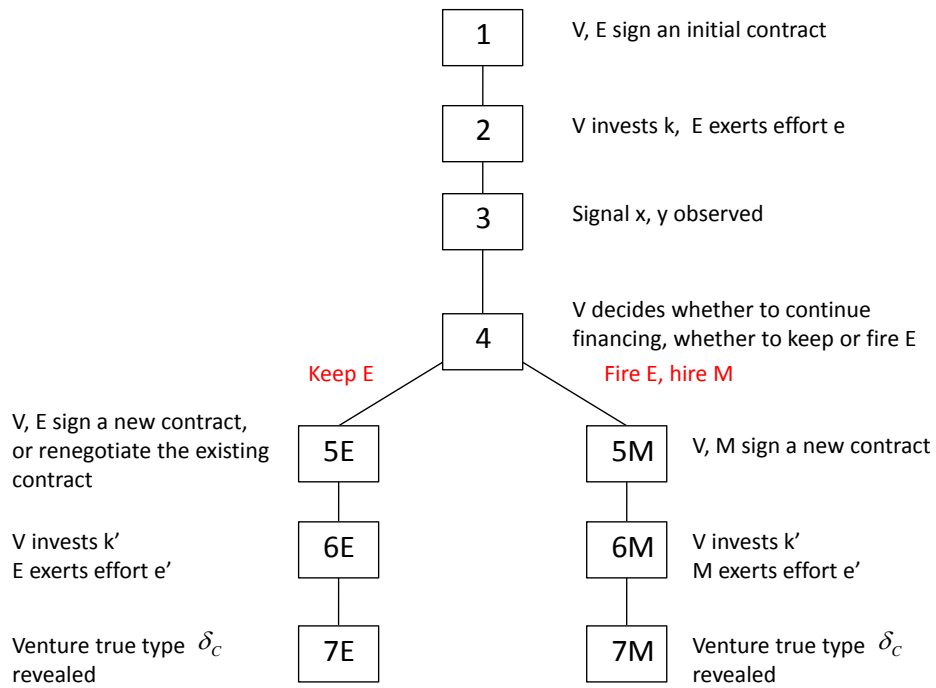 1
V, E sign an initial contract
2
V invests k, E exerts effort e
3
Signal x, y observed
4
V decides whether to continue
financing, whether to keep or fire E
Keep E
Fire E, hire M
V, E sign a new contract,
or renegotiate the existing
contract
5E
5M
V, M sign a new contract
V invests k’
E exerts effort e’
6E
6M
V invests k’
M exerts effort e’
Venture true type δ_C
revealed
7E
7M
Venture true type δ_C
revealed